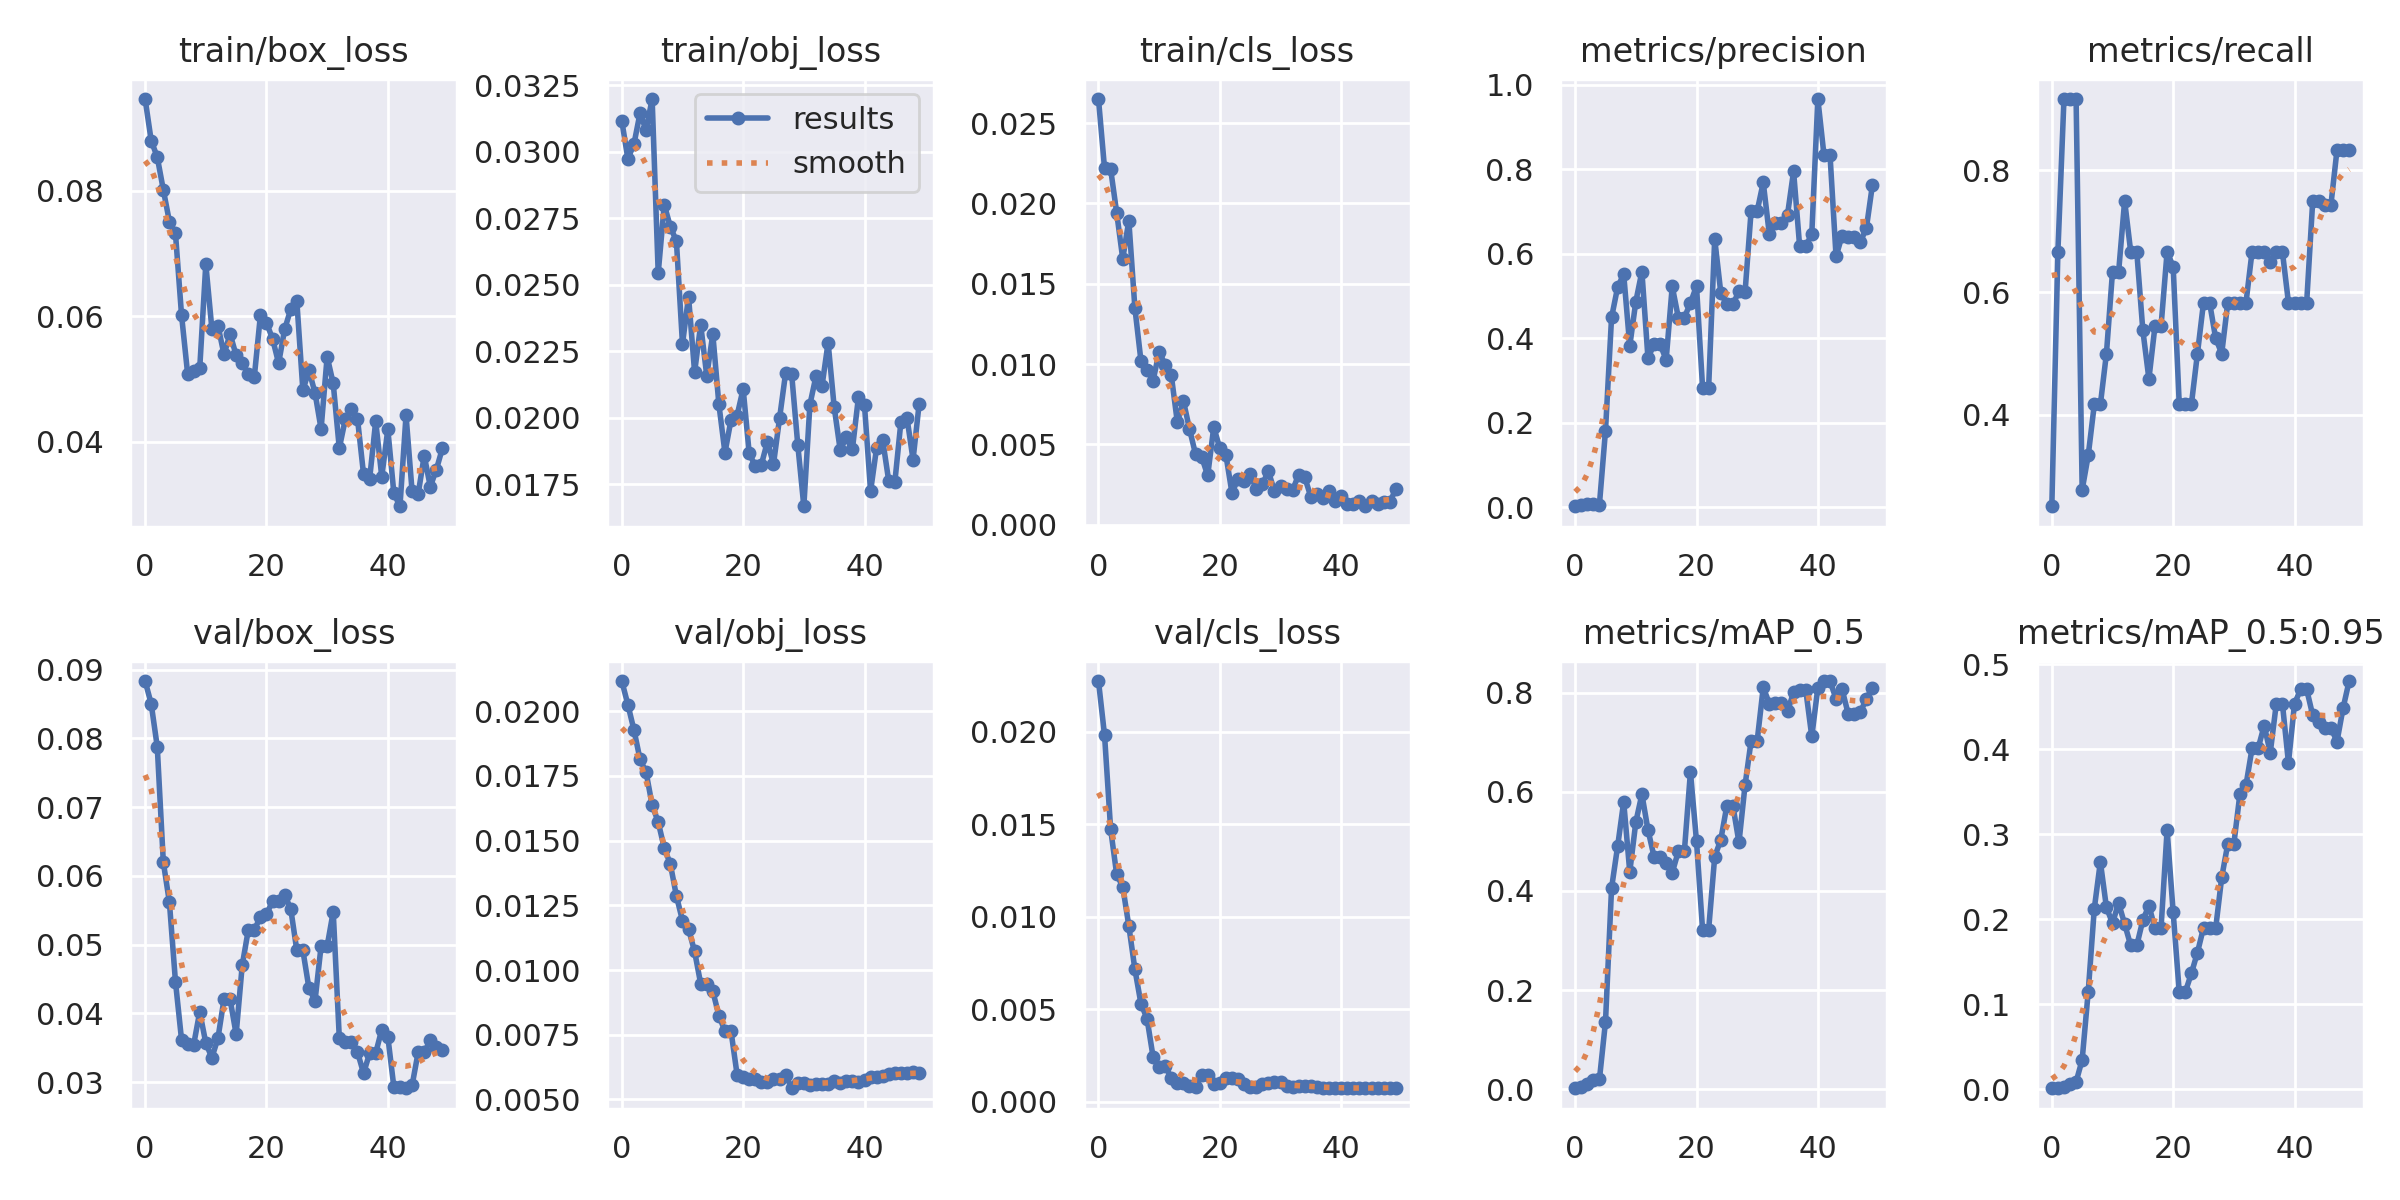 train/box_loss
0.08
0.06
0.04
0 20 40
train/obj_loss
0.0325
0.0300
0.0275
0.0250
0.0225
0.0200
0.0175
results
smooth
0 20 40
train/cls_loss
0.025
0.020
0.015
0.010
0.005
0.000
0 20 40
metrics/precision
1.0
0.8
0.6
0.4
0.2
0.0
0 20 40
metrics/recall
0.8
0.6
0.4
0 20 40
val/box_loss
0.09
0.08
0.07
0.06
0.05
0.04
0.03
0 20 40
val/obj_loss
0.0200
0.0175
0.0150
0.0125
0.0100
0.0075
0.0050
0 20 40
val/cls_loss
0.020
0.015
0.010
0.005
0.000
0 20 40
metrics/mAP_0.5
0.8
0.6
0.4
0.2
0.0
0 20 40
metrics/mAP_0.5:0.95
0.5
0.4
0.3
0.2
0.1
0.0
0 20 40